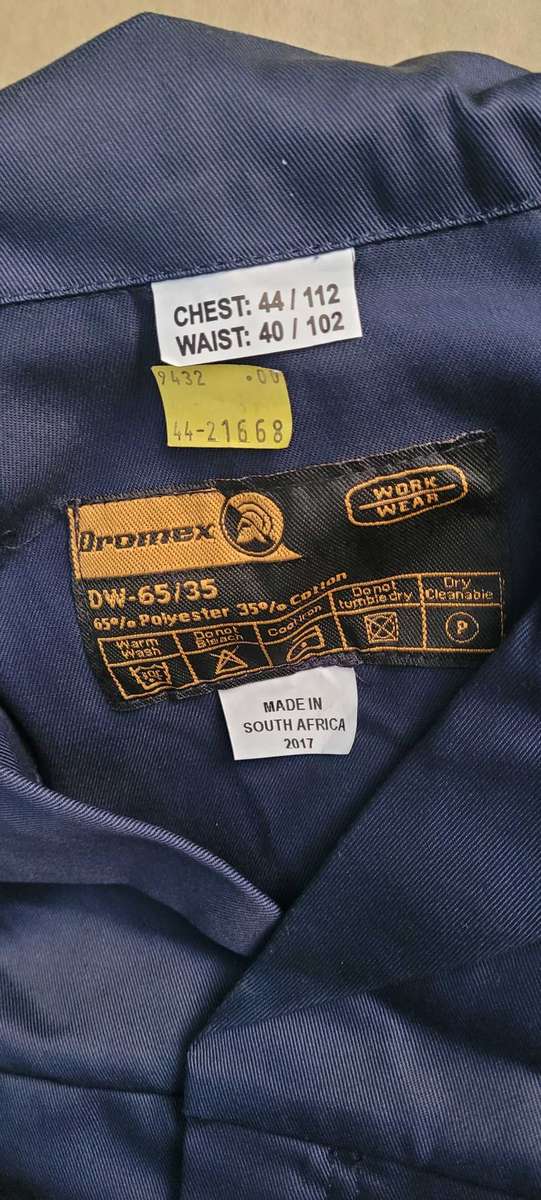 CHEST: 44 / 112
WAIST: 40 / 102
9432 .00
44-21668
Dromex
WORK
WEAR
DW-65/35
65% Polyester 35% Cotton
Warm Wash
Do not Bleach
Cool Iron
Do not tumble dry
Dry Cleanable
P
MADE IN
SOUTH AFRICA
2017